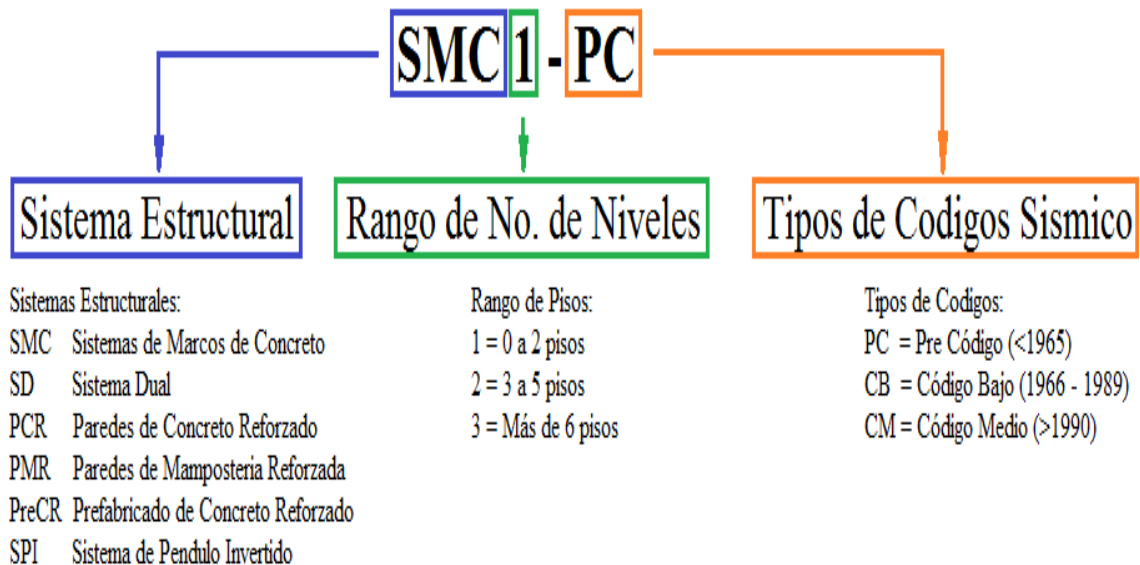 SMC 1 - PC
Sistema Estructural
Rango de No. de Niveles
Tipos de Codigos Sismico
Sistemas Estructurales:
SMC Sistemas de Marcos de Concreto
SD Sistema Dual
PCR Paredes de Concreto Reforzado
PMR Paredes de Mamposteria Reforzada
PreCR Prefabricado de Concreto Reforzado
SPI Sistema de Pendulo Invertido
Rango de Pisos:
1 = 0 a 2 pisos
2 = 3 a 5 pisos
3 = Más de 6 pisos
Tipos de Codigos:
PC = Pre Código (<1965)
CB = Código Bajo (1966 - 1989)
CM = Código Medio (>1990)